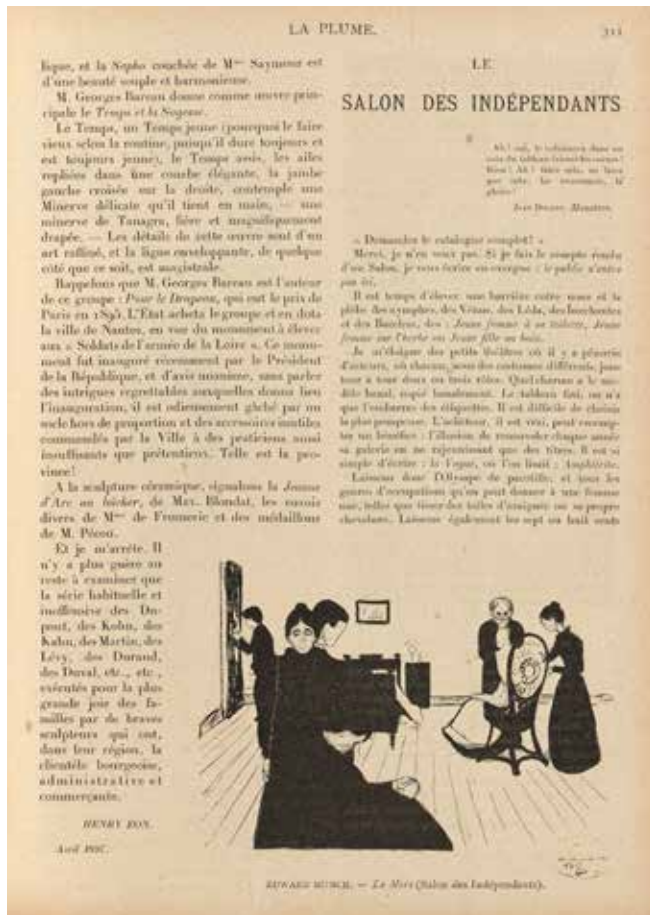 LA PLUME.
311
lique, et la Sapho couchée de Mme Saymour est
d'une beauté souple et harmonieuse.
M. Georges Bareau donne comme œuvre prin-
cipale le Temps et la Sagesse.
Le Temps, un Temps jeune (pourquoi le faire
vieux selon la routine, puisqu'il dure toujours et
est toujours jeune), le Temps assis, les ailes
repliées dans une courbe élégante, la jambe
gauche croisée sur la droite, contemple une
Minerve délicate qu'il tient en main, — une
minerve de Tanagra, fière et magnifiquement
drapée. — Les détails de cette œuvre sont d'un
art raffiné, et la ligne enveloppante, de quelque
côté que ce soit, est magistrale.
Rappelons que M. Georges Bareau est l'auteur
de ce groupe : Pour le Drapeau, qui eut le prix de
Paris en 1895. L'Etat acheta le groupe et en dota
la ville de Nantes, en vue du monument à élever
aux « Soldats de l'armée de la Loire ». Ce monu-
ment fut inauguré récemment par le Président
de la République, et d'avis unanime, sans parler
des intrigues regrettables auxquelles donna lieu
l'inauguration, il est odieusement gâché par un
socle hors de proportion et des accessoires inutiles
commandés par la Ville à des praticiens aussi
insuffisants que prétentieux. Telle est la pro-
vince!
A la sculpture céramique, signalons la Jeanne
d'Arc au bûcher, de Max. Blondat, les envois
divers de Mme de Frumerie et des médaillons
de M. Pécou.
Et je m'arrête. Il
n'y a plus guère au
reste à examiner que
la série habituelle et
inoffensive des Du-
pont, des Kohn, des
Kahn, des Martin, des
Lévy, des Durand,
des Duval, etc., etc.,
exécutés pour la plus
grande joie des fa-
milles par de braves
sculpteurs qui ont,
dans leur région, la
clientèle bourgeoise,
administrative et
commerçante.
HENRY EON.
Avril 1897.
LE
SALON DES INDÉPENDANTS
« Demandez le catalogue complet! »
Merci, je n'en veux pas. Si je fais le compte rendu
d'un Salon, je veux écrire en exergue : le public n'entre
pas ici.
Il est temps d'élever une barrière entre nous et la
plèbe des nymphes, des Vénus, des Léda, des bacchantes
et des Bacchus, des : Jeune femme à sa toilette, Jeune
femme sur l'herbe ou Jeune fille au bain.
Je m'éloigne des petits théâtres où il y a pénurie
d'acteurs, où chacun, sous des costumes différents, joue
tour à tour deux ou trois rôles. Quel charme a le mo-
dèle banal, copié banalement. Le tableau fini, on n'a
que l'embarras des étiquettes. Il est difficile de choisir
la plus pompeuse. L'acheteur, il est vrai, peut escomp-
ter un bénéfice : l'illusion de renouveler chaque année
sa galerie en ne rajeunissant que des titres. Il est si
simple d'écrire : la Vague, où l'on lisait : Amphitrite.
Laissons donc l'Olympe de pacotille, et tous les
genres d'occupations qu'on peut donner à une femme
nue, telles que tisser des toiles d'araignée ou sa propre
chevelure. Laissons également les sept ou huit cents
EDWARD MUNCH. — La Mort (Salon des Indépendants).